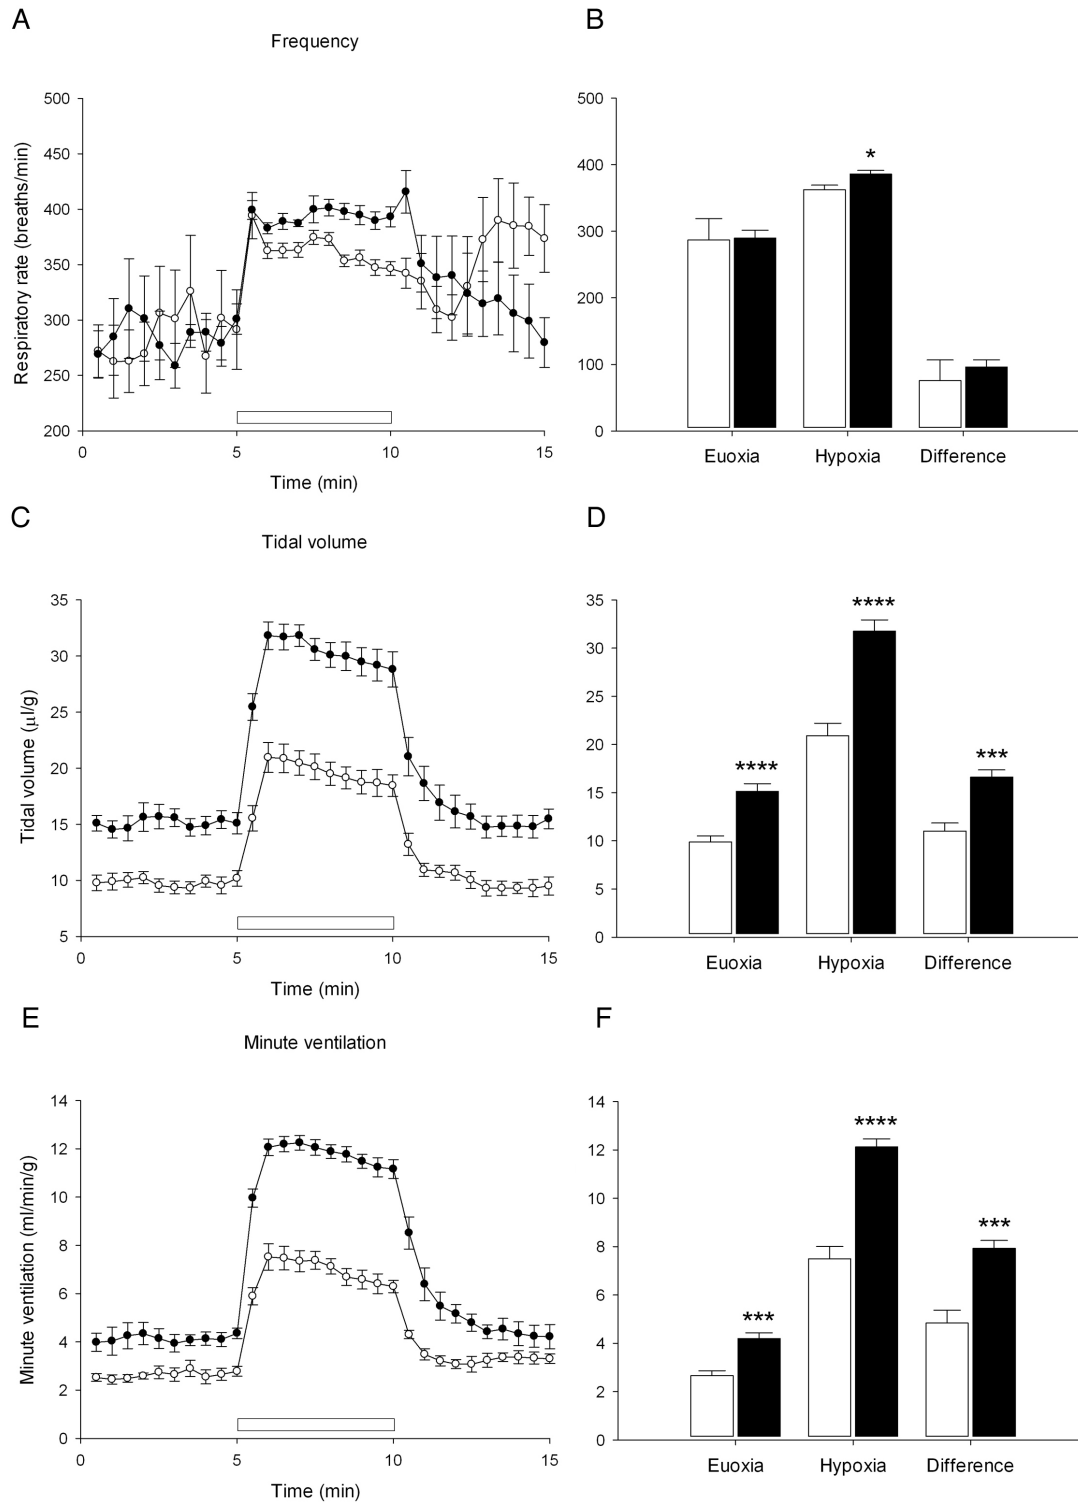 A
B
Frequency
Respiratory rate (breaths/min)
500
450
400
350
300
250
200
0
5
10
15
Time (min)
500
400
300
200
100
0
*
Euoxia
Hypoxia
Difference
C
D
Tidal volume
Tidal volume (µl/g)
35
30
25
20
15
10
5
0
5
10
15
Time (min)
35
30
25
20
15
10
5
0
****
****
***
Euoxia
Hypoxia
Difference
E
F
Minute ventilation
Minute ventilation (ml/min/g)
14
12
10
8
6
4
2
0
0
5
10
15
Time (min)
14
12
10
8
6
4
2
0
***
****
***
Euoxia
Hypoxia
Difference